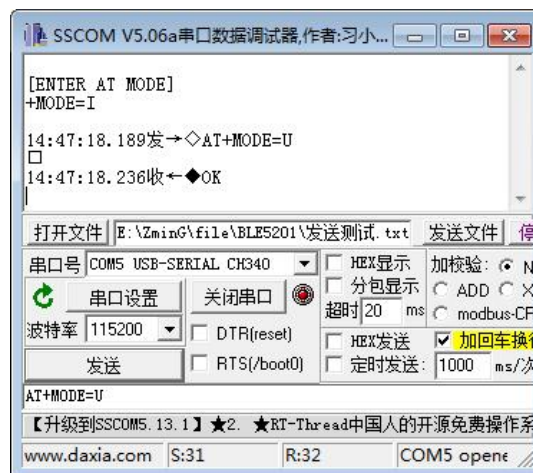 SSCOM V5.06a串口数据调试器,作者:习小...
[ENTER AT MODE]
+MODE=I
14:47:18.189发→◇AT+MODE=U
□
14:47:18.236收←◆OK
打开文件 E:\ZminG\file\BLE5201\发送测试.txt 发送文件 停
串口号 COM5 USB-SERIAL CH340 HEX显示 加校验: N
串口设置 关闭串口 分包显示 ADD X
超时 20 ms modbus-CF
波特率 115200 DTR(reset) HEX发送 加回车换行
发送 RTS(/boot0) 定时发送: 1000 ms/次
AT+MODE=U
【升级到SSCOM5.13.1】★2. ★RT-Thread中国人的开源免费操作系
www.daxia.com S:31 R:32 COM5 opene